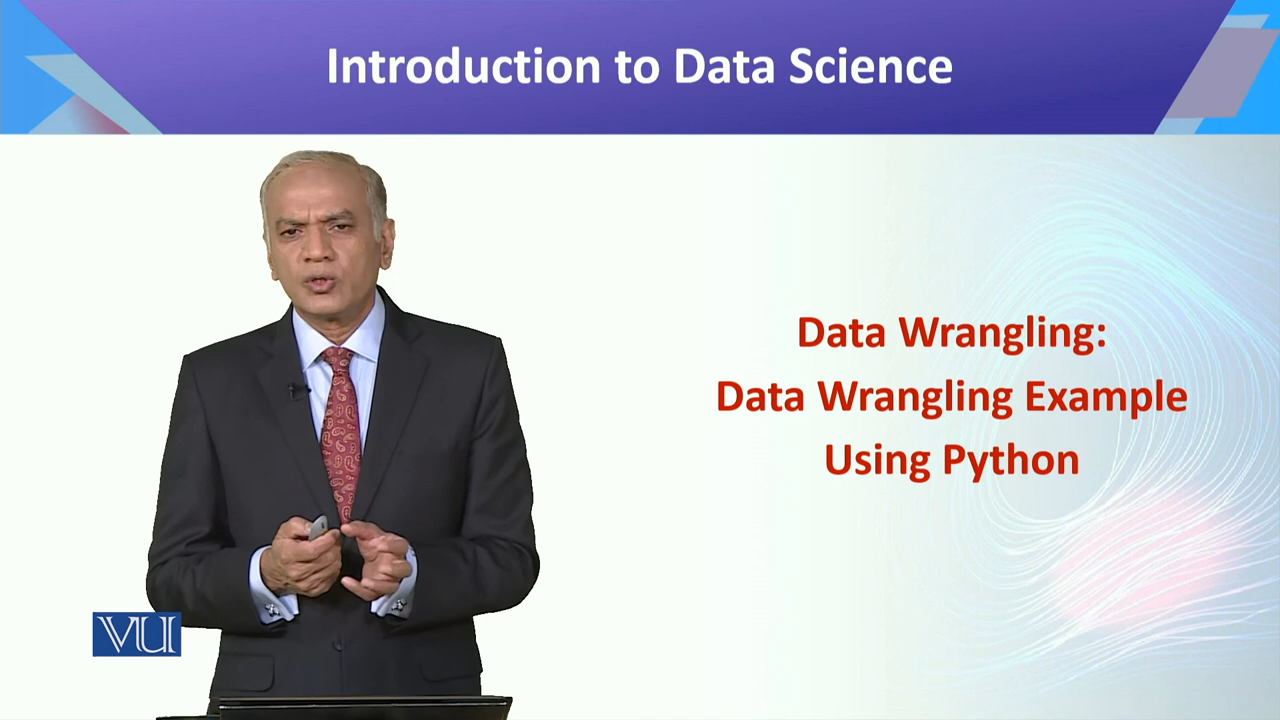 Introduction to Data Science
Data Wrangling:
Data Wrangling Example
Using Python
VU